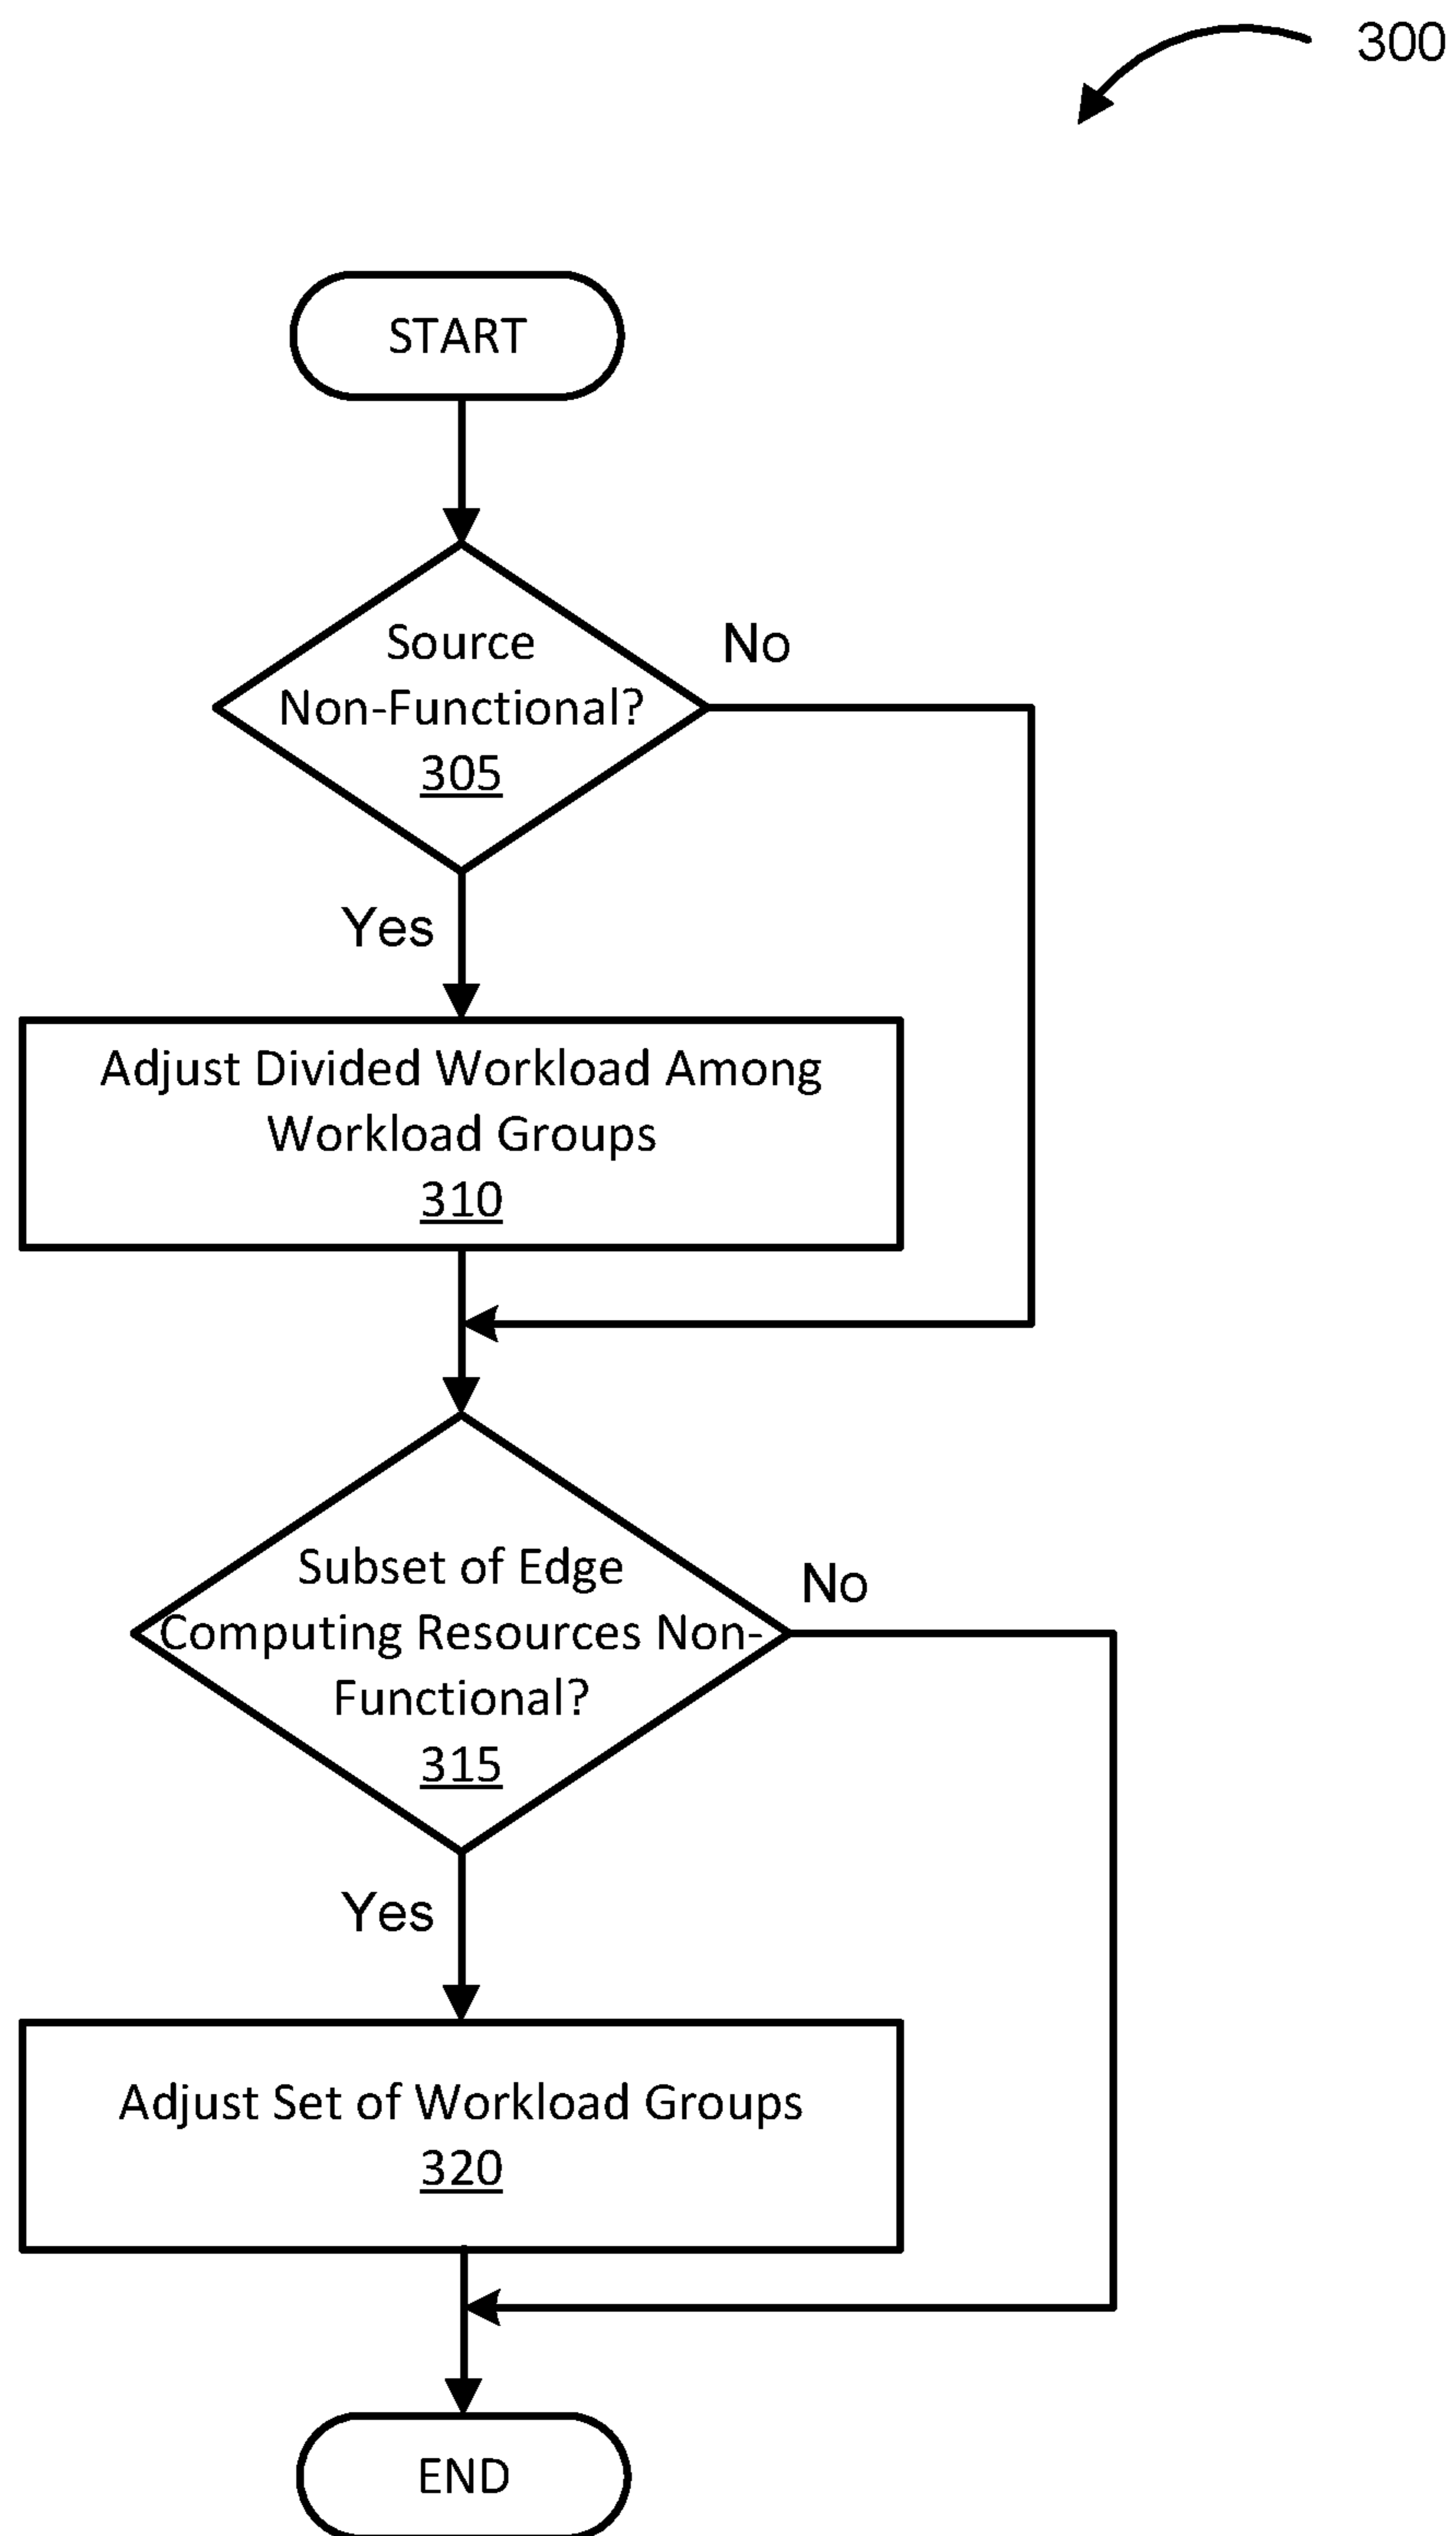 300
START
Source
Non-Functional?
305
No
Yes
Adjust Divided Workload Among
Workload Groups
310
Subset of Edge
Computing Resources Non-
Functional?
315
No
Yes
Adjust Set of Workload Groups
320
END